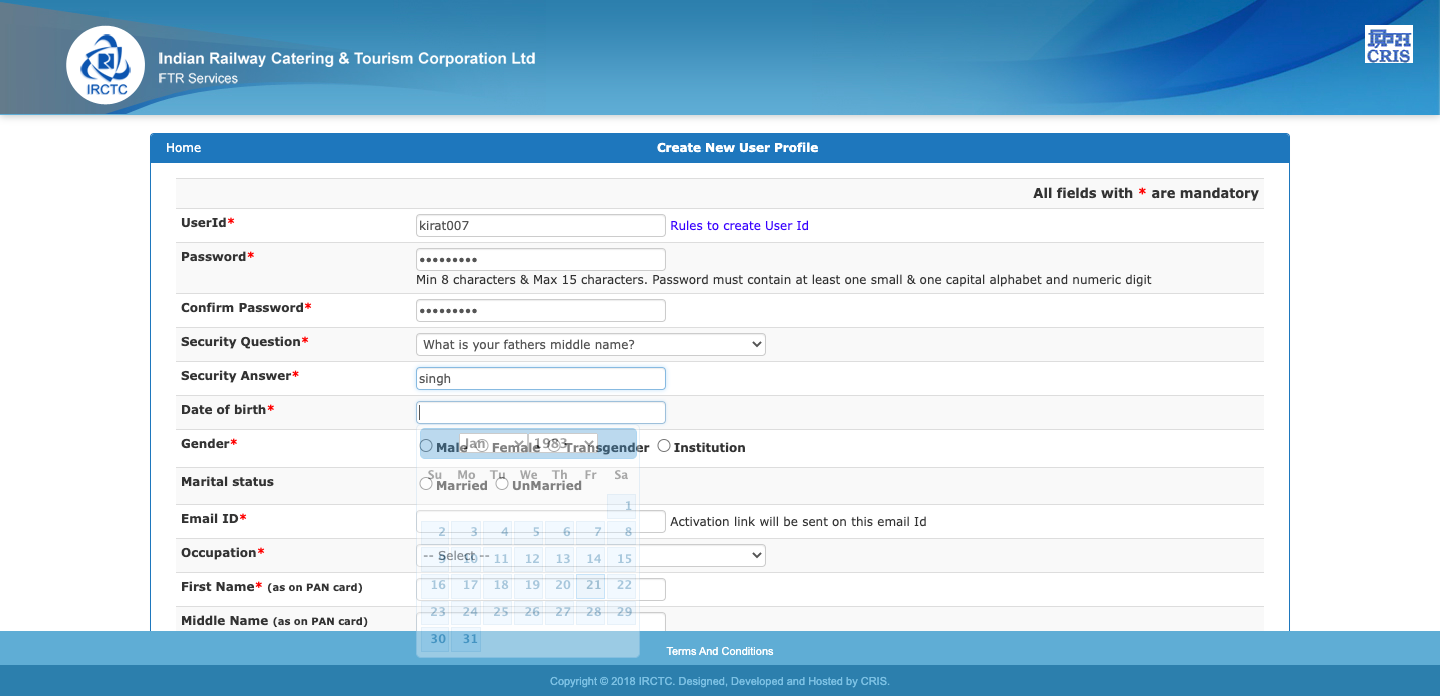 IRCTC
Indian Railway Catering & Tourism Corporation Ltd
FTR Services
क्रिस
CRIS
Home
Create New User Profile
All fields with * are mandatory
UserId*
kirat007
Rules to create User Id
Password*
•••••••••
Min 8 characters & Max 15 characters. Password must contain at least one small & one capital alphabet and numeric digit
Confirm Password*
•••••••••
Security Question*
What is your fathers middle name?
Security Answer*
singh
Date of birth*
Jan 1983
Gender*
Male Female Transgender Institution
Su Mo Tu We Th Fr Sa
Marital status
Married UnMarried
1
Email ID*
Activation link will be sent on this email Id
2 3 4 5 6 7 8
Occupation*
-- Select --
9 10 11 12 13 14 15
First Name* (as on PAN card)
16 17 18 19 20 21 22
23 24 25 26 27 28 29
Middle Name (as on PAN card)
30 31
Terms And Conditions
Copyright © 2018 IRCTC. Designed, Developed and Hosted by CRIS.